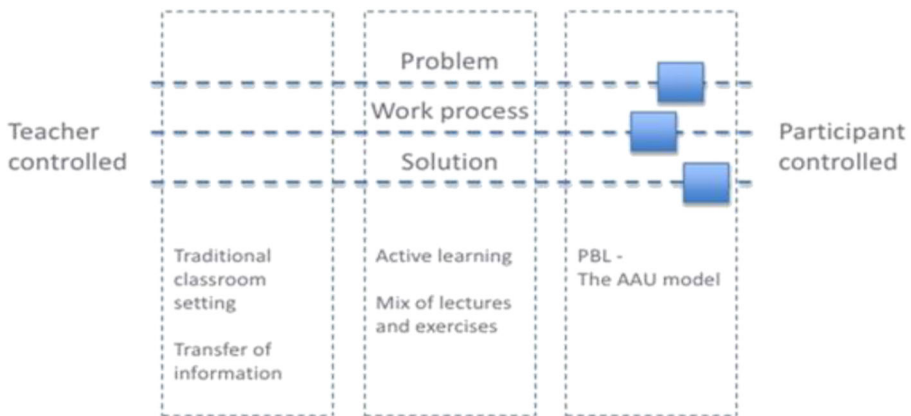 Problem
Work process
Solution
Teacher
controlled
Participant
controlled
Traditional
classroom
setting
Transfer of
information
Active learning
Mix of lectures
and exercises
PBL -
The AAU model